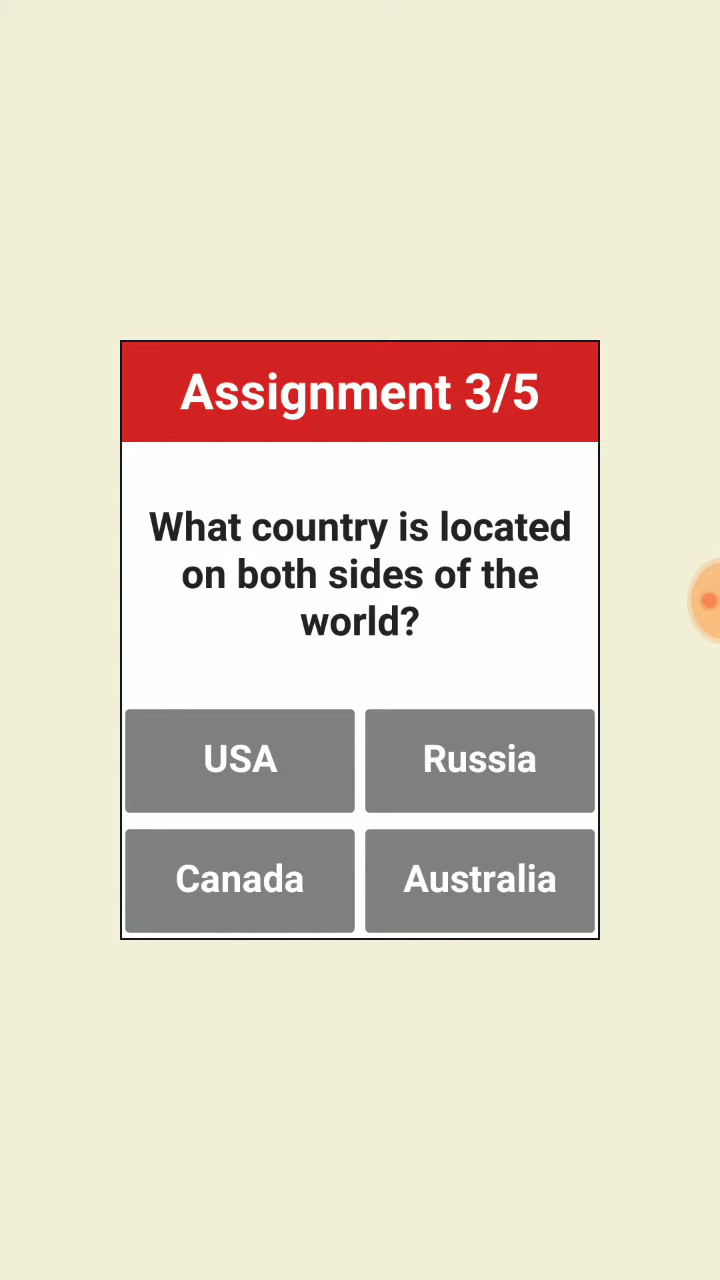 Assignment 3/5
What country is located
on both sides of the
world?
USA
Russia
Canada
Australia